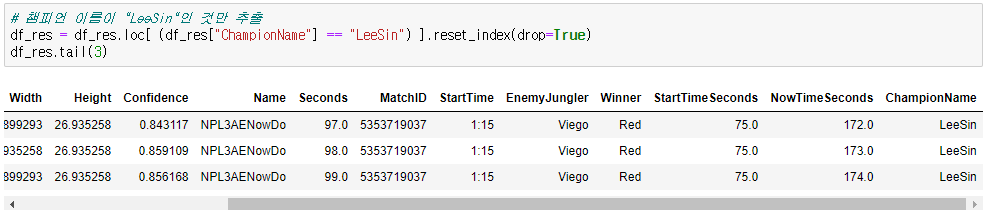 # 챔피언 이름이 "LeeSin"인 것만 추출
df_res = df_res.loc[ (df_res["ChampionName"] == "LeeSin") ].reset_index(drop=True)
df_res.tail(3)
Width Height Confidence Name Seconds MatchID StartTime EnemyJungler Winner StartTimeSeconds NowTimeSeconds ChampionName
899293 26.935258 0.843117 NPL3AENowDo 97.0 5353719037 1:15 Viego Red 75.0 172.0 LeeSin
935258 26.935258 0.859109 NPL3AENowDo 98.0 5353719037 1:15 Viego Red 75.0 173.0 LeeSin
899293 26.935258 0.856168 NPL3AENowDo 99.0 5353719037 1:15 Viego Red 75.0 174.0 LeeSin